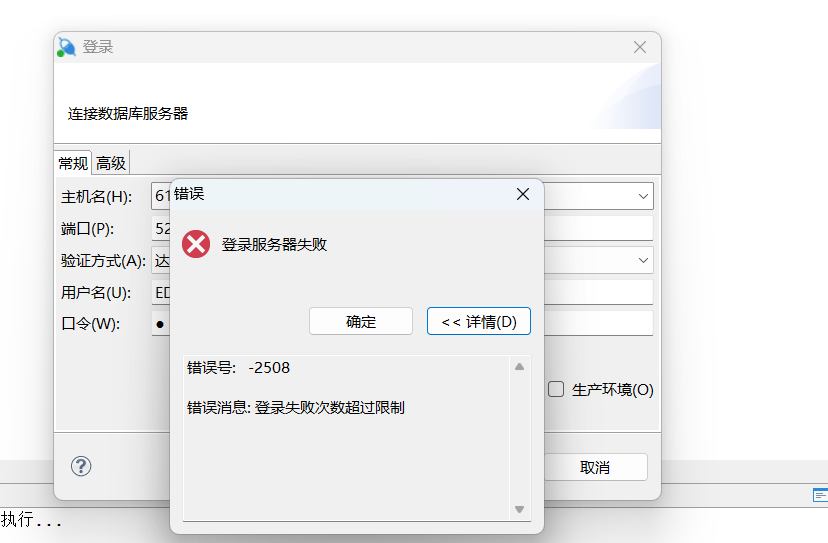 登录
连接数据库服务器
常规 高级
错误
主机名(H): 61
端口(P): 52
登录服务器失败
验证方式(A): 达
用户名(U): ED
确定 << 详情(D)
口令(W): ●
错误号: -2508
生产环境(O)
错误消息: 登录失败次数超过限制
?
取消
执行...